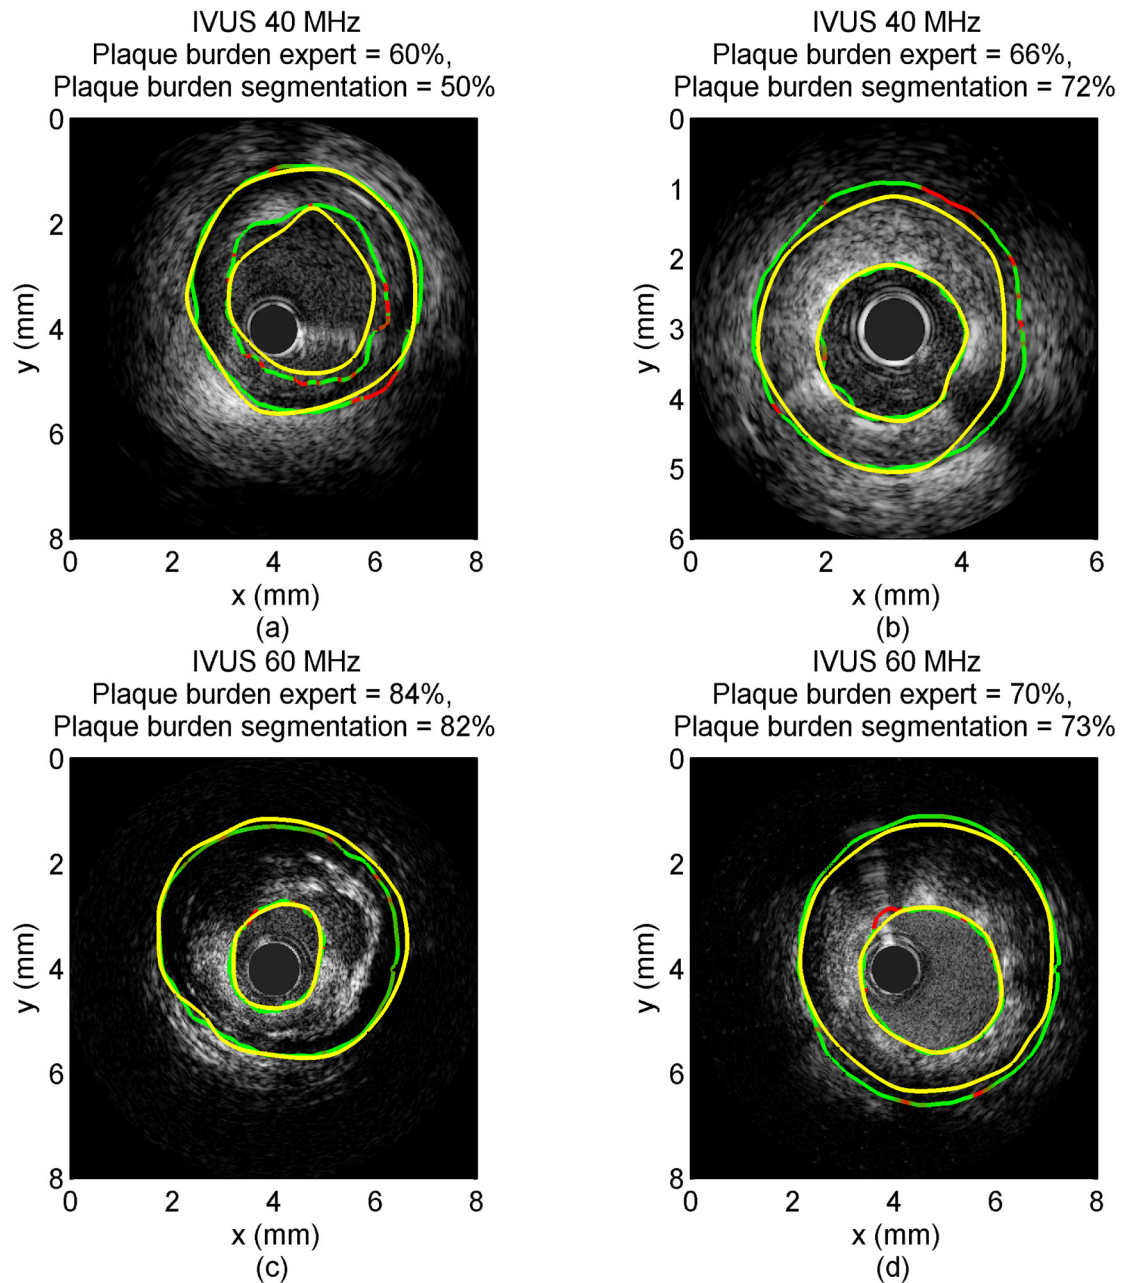 IVUS 40 MHz
Plaque burden expert = 60%,
Plaque burden segmentation = 50%
0
2
4
6
8
y (mm)
0 2 4 6 8
x (mm)
(a)
IVUS 40 MHz
Plaque burden expert = 66%,
Plaque burden segmentation = 72%
0
1
2
3
4
5
6
y (mm)
0 2 4 6
x (mm)
(b)
IVUS 60 MHz
Plaque burden expert = 84%,
Plaque burden segmentation = 82%
0
2
4
6
8
y (mm)
0 2 4 6 8
x (mm)
(c)
IVUS 60 MHz
Plaque burden expert = 70%,
Plaque burden segmentation = 73%
0
2
4
6
8
y (mm)
0 2 4 6 8
x (mm)
(d)